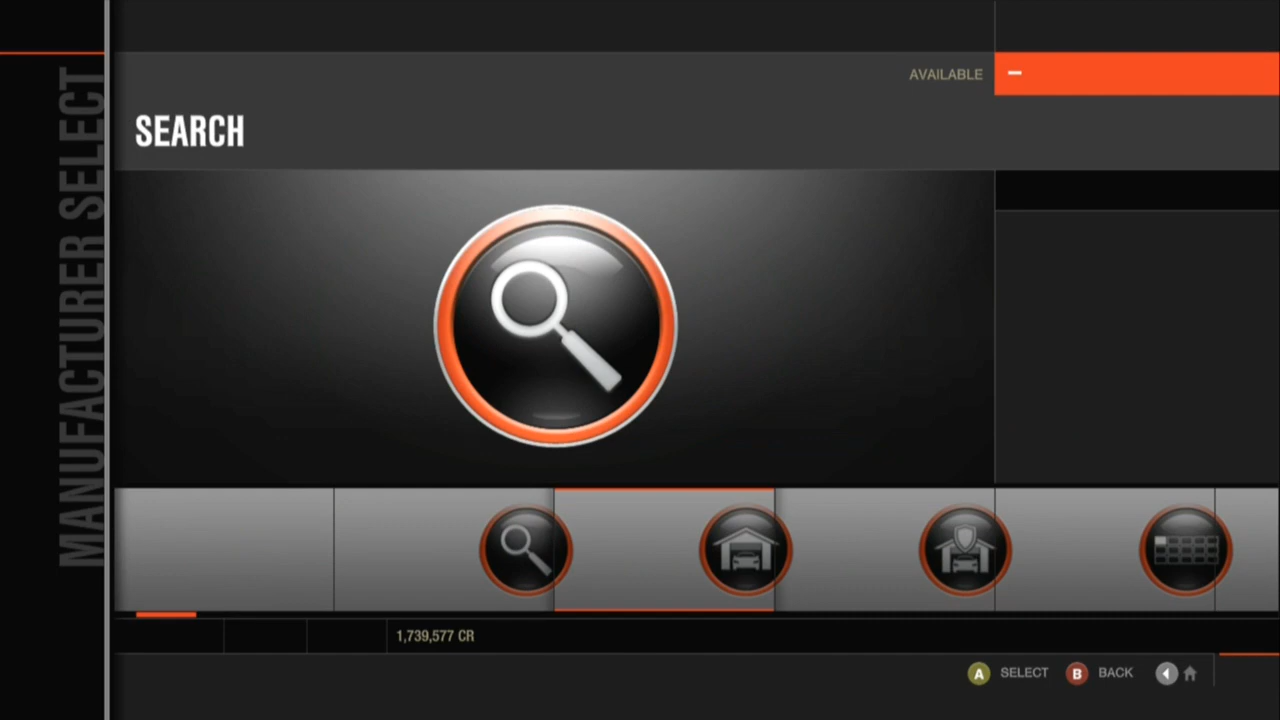 MANUFACTURER SELECT
AVAILABLE –
SEARCH
1,739,577 CR
A SELECT B BACK